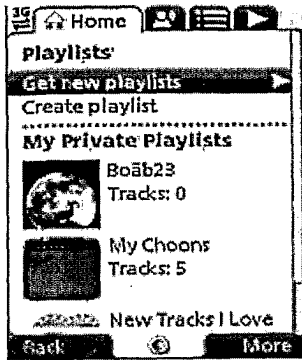 3G Home
Playlists
Get new playlists
Create playlist
My Private Playlists
Boãb23
Tracks: 0
My Choons
Tracks: 5
New Tracks I Love
Back More